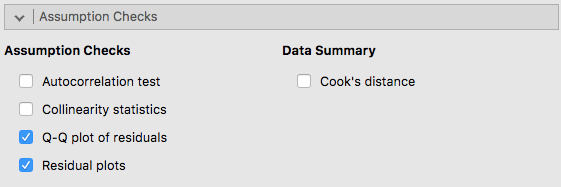 Assumption Checks
Assumption Checks
Data Summary
Autocorrelation test
Cook's distance
Collinearity statistics
Q-Q plot of residuals
Residual plots